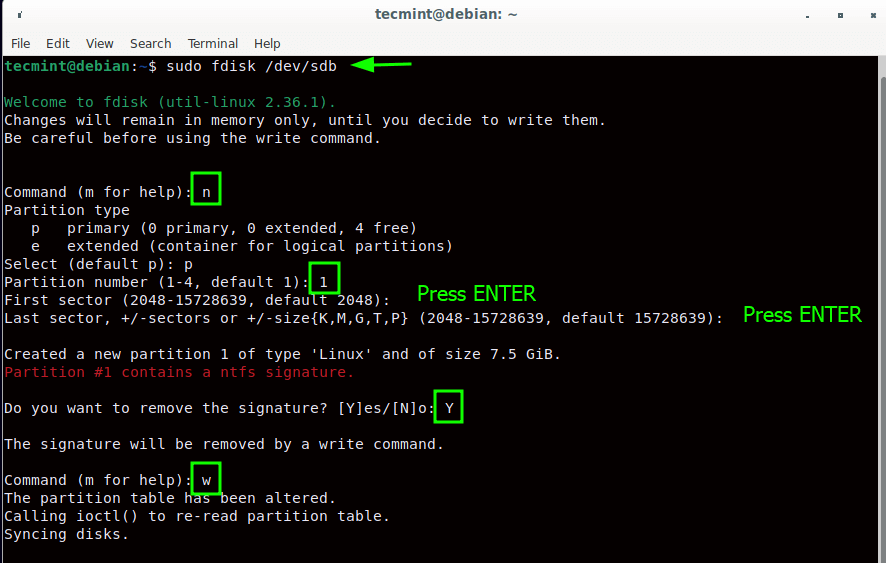 tecmint@debian: ~
File Edit View Search Terminal Help
tecmint@debian:~$ sudo fdisk /dev/sdb
Welcome to fdisk (util-linux 2.36.1).
Changes will remain in memory only, until you decide to write them.
Be careful before using the write command.
Command (m for help): n
Partition type
p primary (0 primary, 0 extended, 4 free)
e extended (container for logical partitions)
Select (default p): p
Partition number (1-4, default 1): 1
First sector (2048-15728639, default 2048): Press ENTER
Last sector, +/-sectors or +/-size{K,M,G,T,P} (2048-15728639, default 15728639): Press ENTER
Created a new partition 1 of type 'Linux' and of size 7.5 GiB.
Partition #1 contains a ntfs signature.
Do you want to remove the signature? [Y]es/[N]o: Y
The signature will be removed by a write command.
Command (m for help): w
The partition table has been altered.
Calling ioctl() to re-read partition table.
Syncing disks.